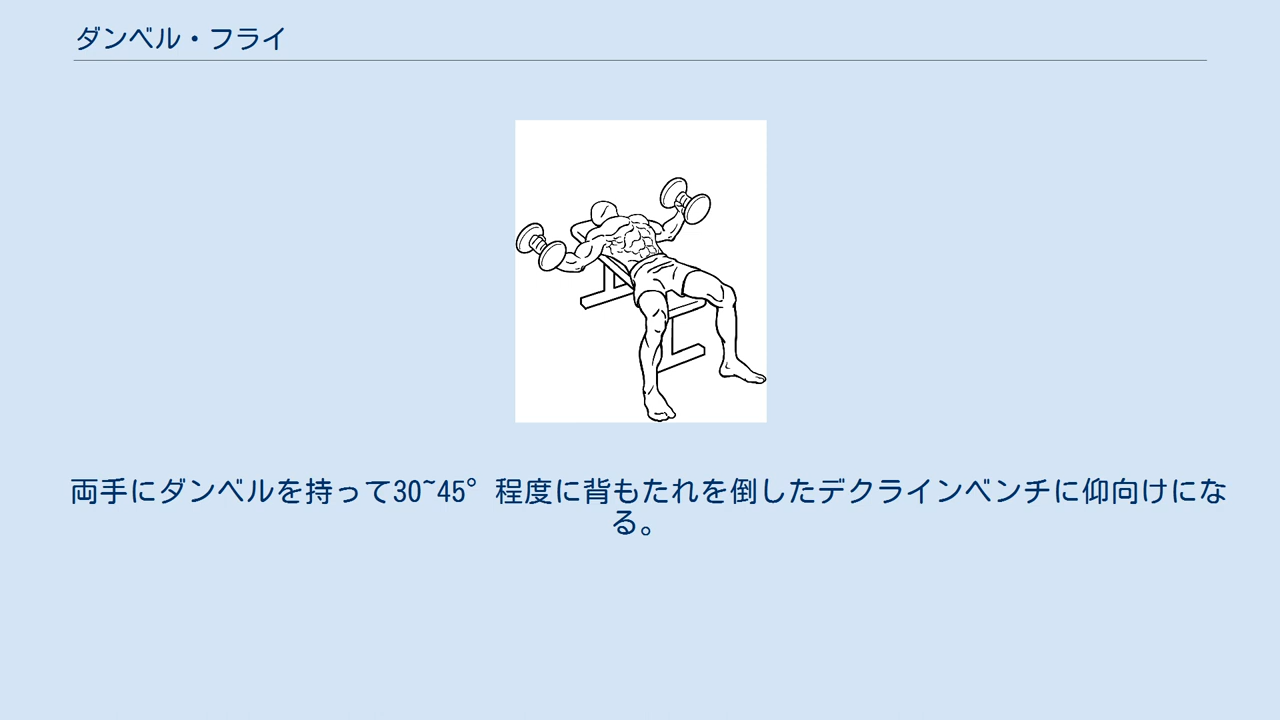 ダンベル・フライ
両手にダンベルを持って30~45°程度に背もたれを倒したデクラインベンチに仰向けにな
る。